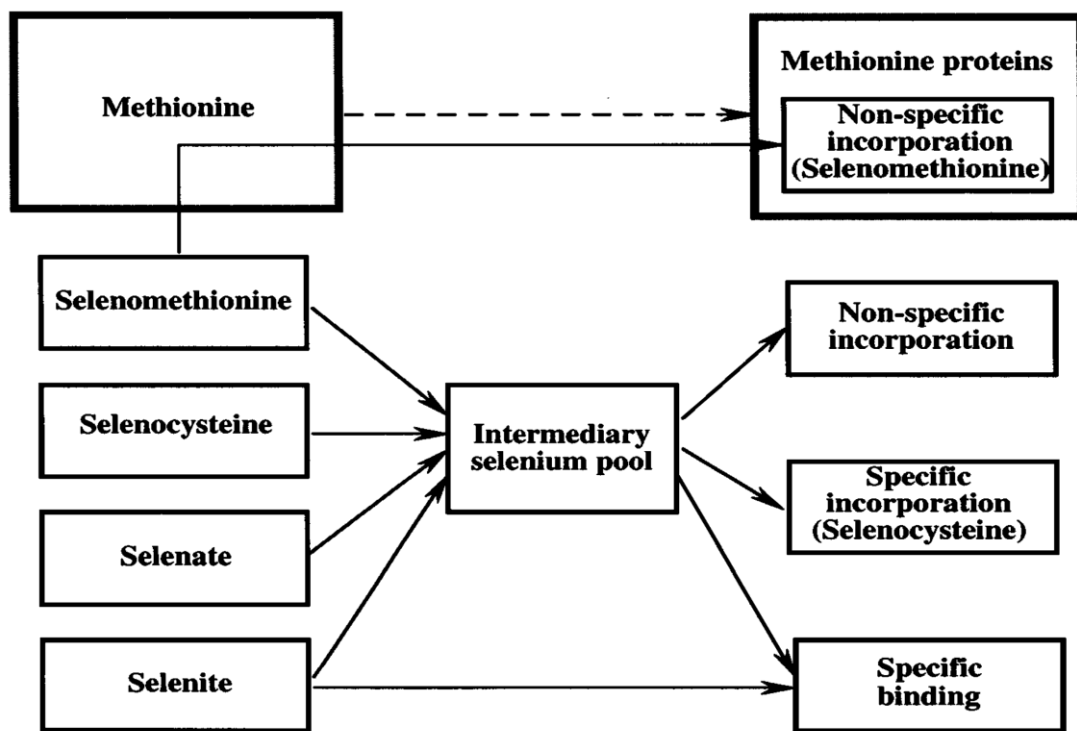 Methionine
Methionine proteins
Non-specific
incorporation
(Selenomethionine)
Selenomethionine
Non-specific
incorporation
Selenocysteine
Intermediary
selenium pool
Specific
incorporation
(Selenocysteine)
Selenate
Selenite
Specific
binding